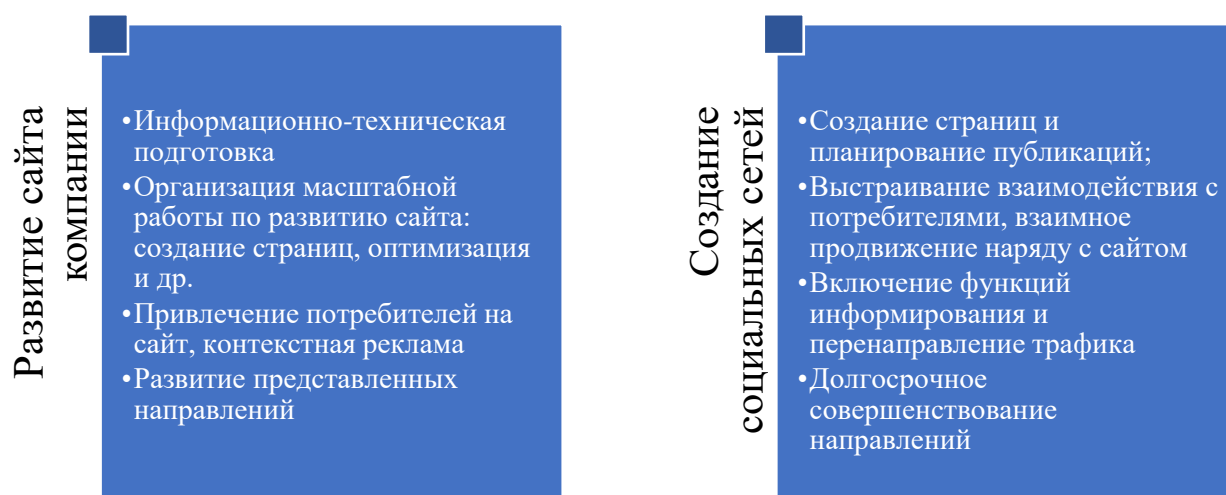 Развитие сайта
компании
•Информационно-техническая
подготовка
•Организация масштабной
работы по развитию сайта:
создание страниц, оптимизация
и др.
•Привлечение потребителей на
сайт, контекстная реклама
•Развитие представленных
направлений
Создание
социальных сетей
•Создание страниц и
планирование публикаций;
•Выстраивание взаимодействия с
потребителями, взаимное
продвижение наряду с сайтом
•Включение функций
информирования и
перенаправление трафика
•Долгосрочное
совершенствование
направлений